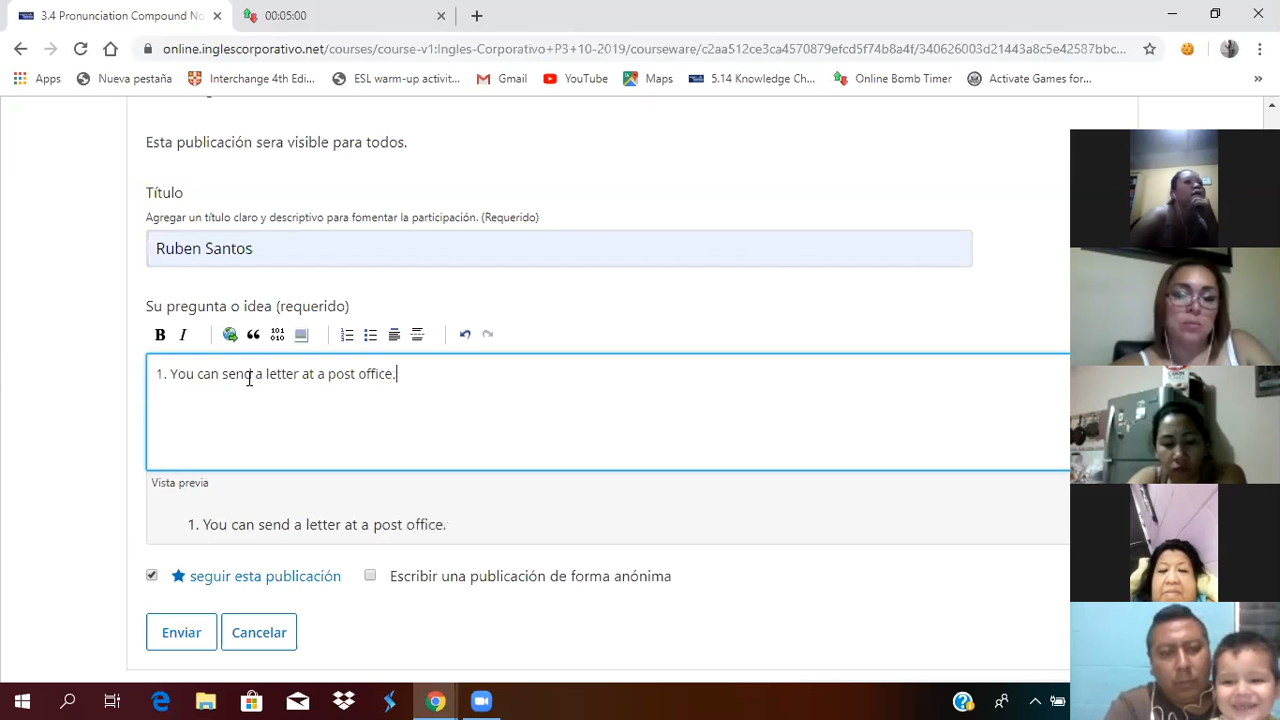 3.4 Pronunciation Compound No
00:05:00
online.inglescorporativo.net/courses/course-v1:Ingles-Corporativo+P3+10-2019/courseware/c2aa512ce3ca4570879efcd5f74b8a4f/340626003d21443a8c5e42587bbc...
Apps
Nueva pestaña
Interchange 4th Edi...
ESL warm-up activit...
Gmail
YouTube
Maps
5.14 Knowledge Ch...
Online Bomb Timer
Activate Games for...
Esta publicación sera visible para todos.
Título
Agregar un título claro y descriptivo para fomentar la participación. (Requerido)
Ruben Santos
Su pregunta o idea (requerido)
B I
101
010
1. You can send a letter at a post office.
Vista previa
1. You can send a letter at a post office.
seguir esta publicación
Escribir una publicación de forma anónima
Enviar
Cancelar